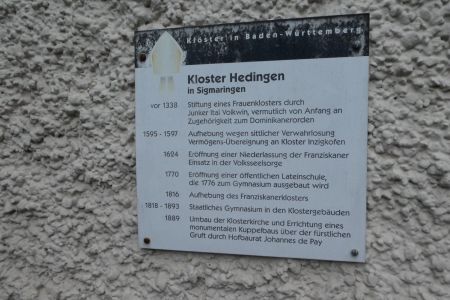 Klöster in Baden-Württemberg
Kloster Hedingen
in Sigmaringen
vor 1338 Stiftung eines Frauenklosters durch
Junker Itai Volkwin, vermutlich von Anfang an
Zugehörigkeit zum Dominikanerorden
1595 - 1597 Aufhebung wegen sittlicher Verwahrlosung
Vermögens-Übereignung an Kloster Inzigkofen
1624 Eröffnung einer Niederlassung der Franziskaner
Einsatz in der Volksseelsorge
1770 Eröffnung einer öffentlichen Lateinschule,
die 1776 zum Gymnasium ausgebaut wird
1816 Aufhebung des Franziskanerklosters
1818 - 1893 Staatliches Gymnasium in den Klostergebäuden
1889 Umbau der Klosterkirche und Errichtung eines
monumentalen Kuppelbaus über der fürstlichen
Gruft durch Hofbaurat Johannes de Pay